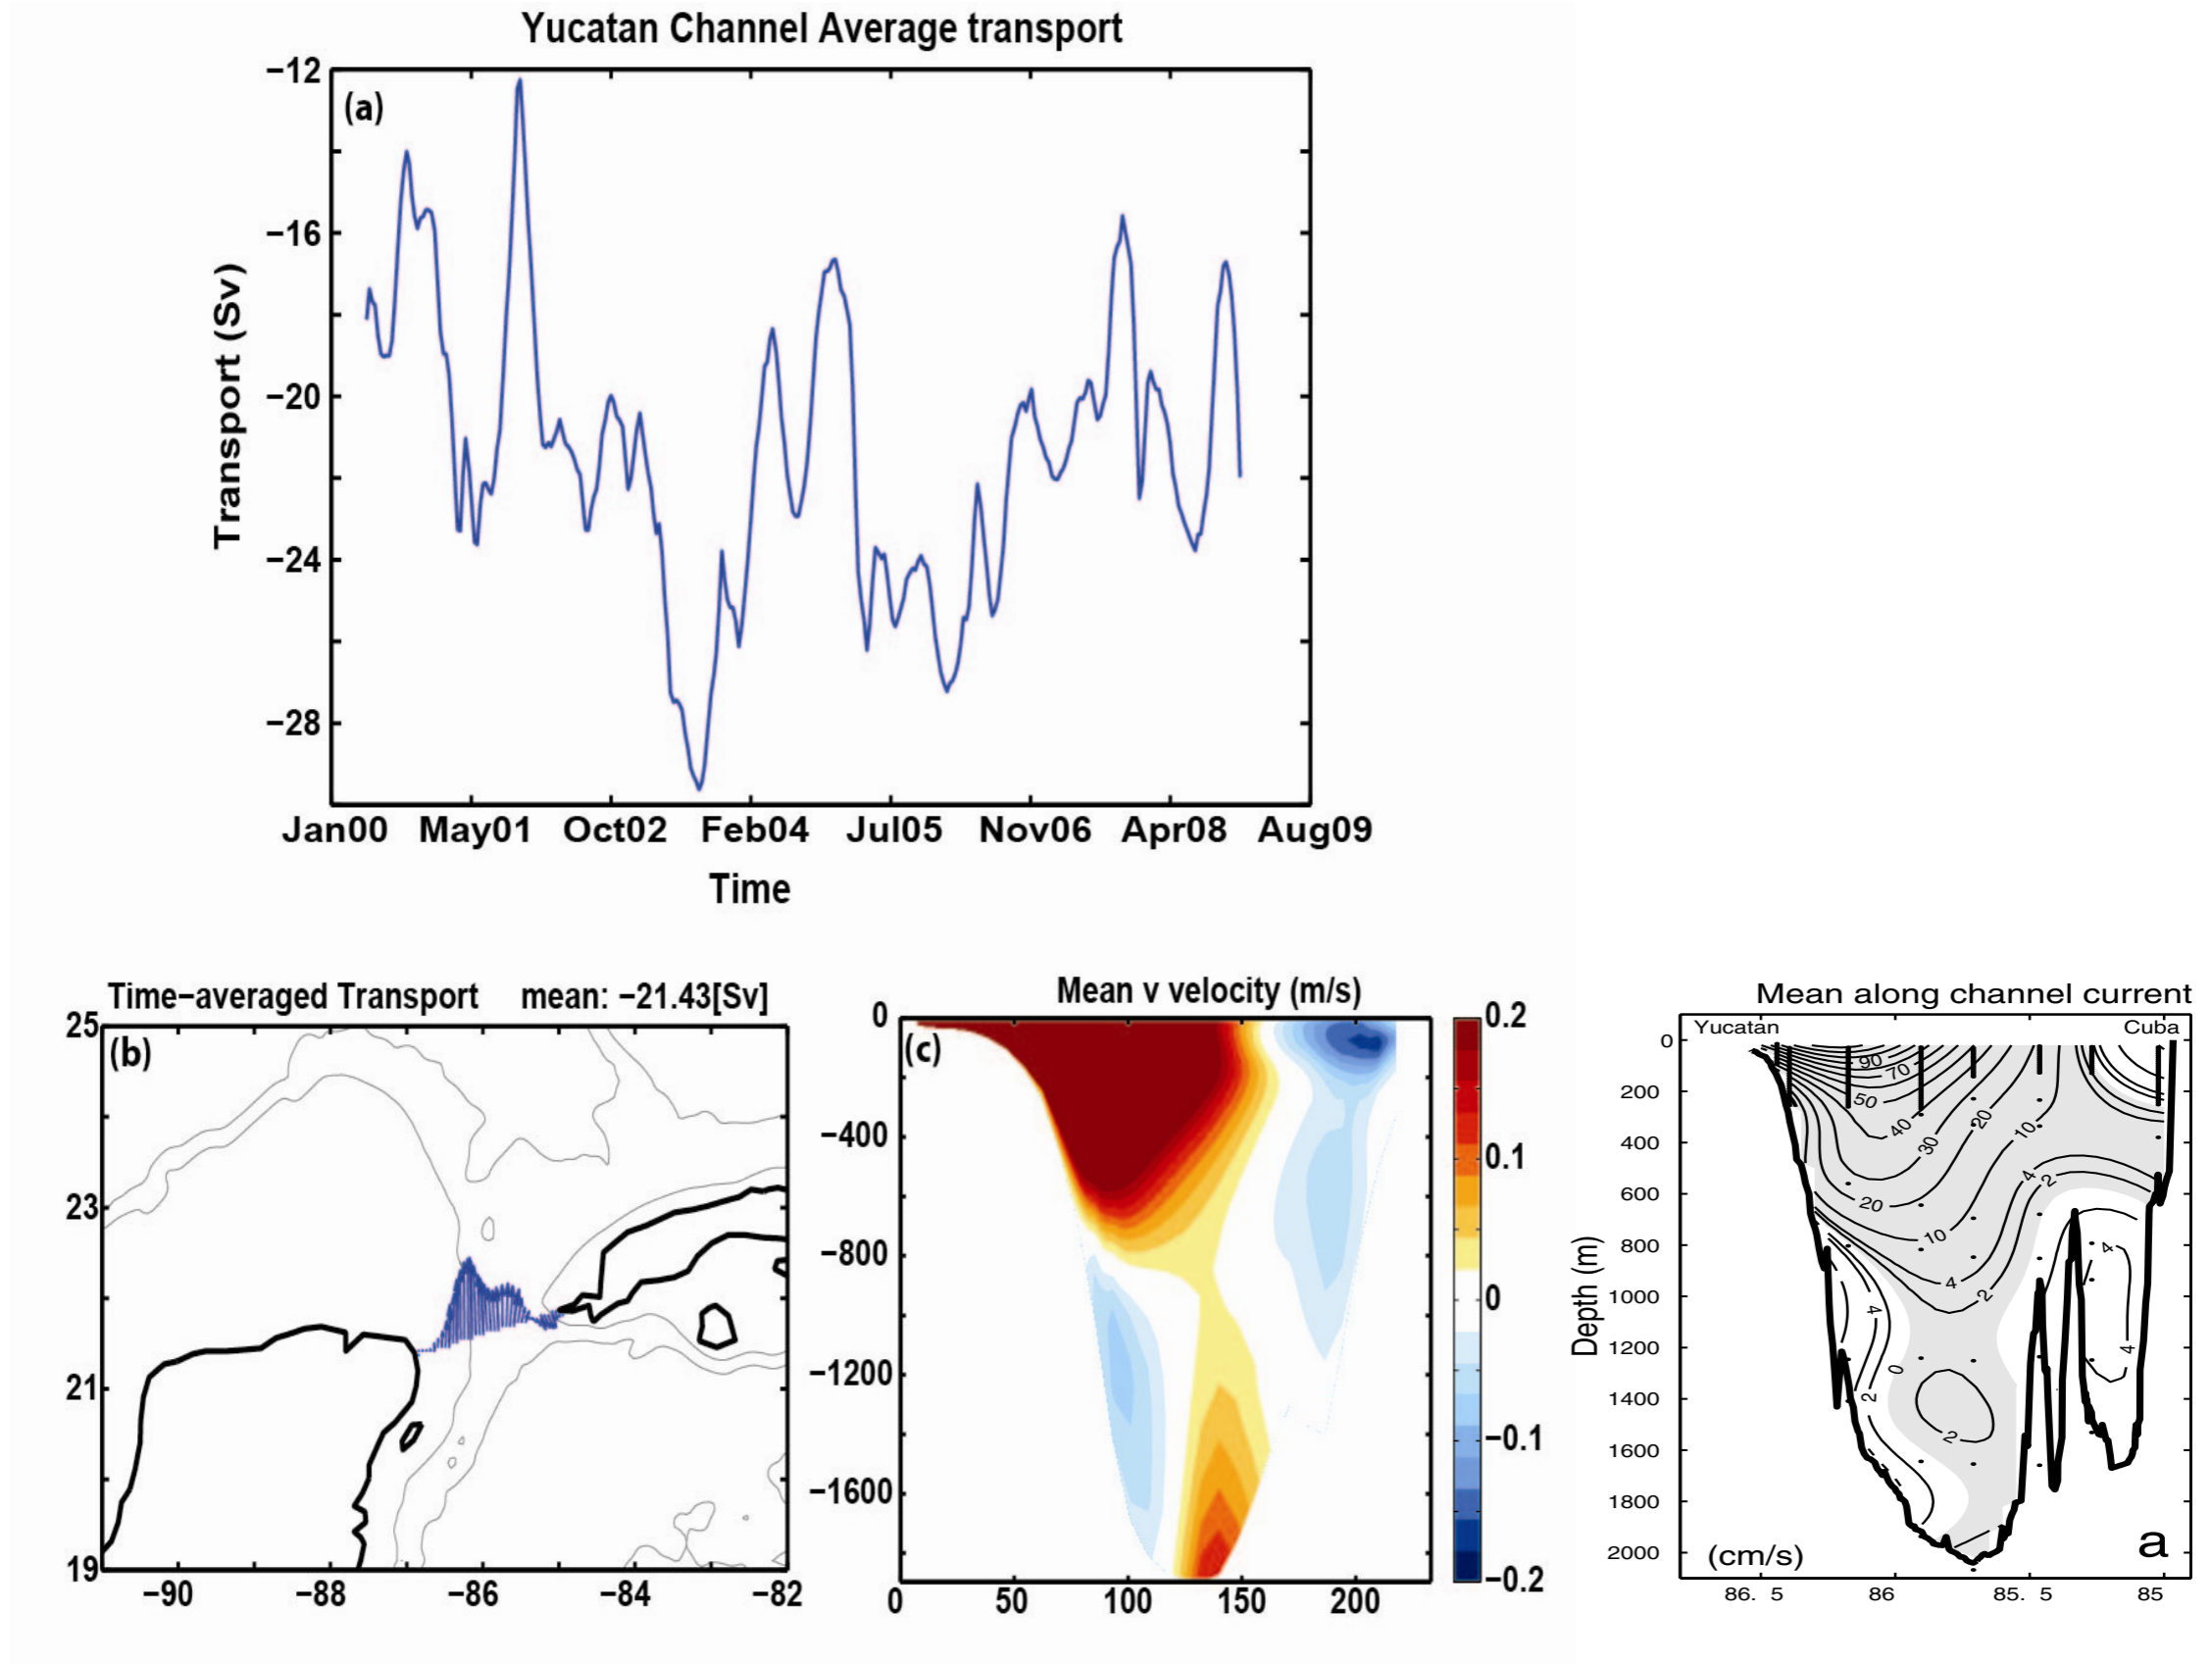 Yucatan Channel Average transport
(a)
Transport (Sv)
−12
−16
−20
−24
−28
Jan00 May01 Oct02 Feb04 Jul05 Nov06 Apr08 Aug09
Time
Time−averaged Transport mean: −21.43[Sv]
(b)
25
23
21
19
−90 −88 −86 −84 −82
Mean v velocity (m/s)
(c)
0
−400
−800
−1200
−1600
0 50 100 150 200
0.2
0.1
0
−0.1
−0.2
Mean along channel current
Yucatan Cuba
Depth (m)
0
200
400
600
800
1000
1200
1400
1600
1800
2000
90
70
50
40
30
20
10
4
2
20
10
4
2
4
2
0
2
4
4
(cm/s)
a
86. 5 86 85. 5 85